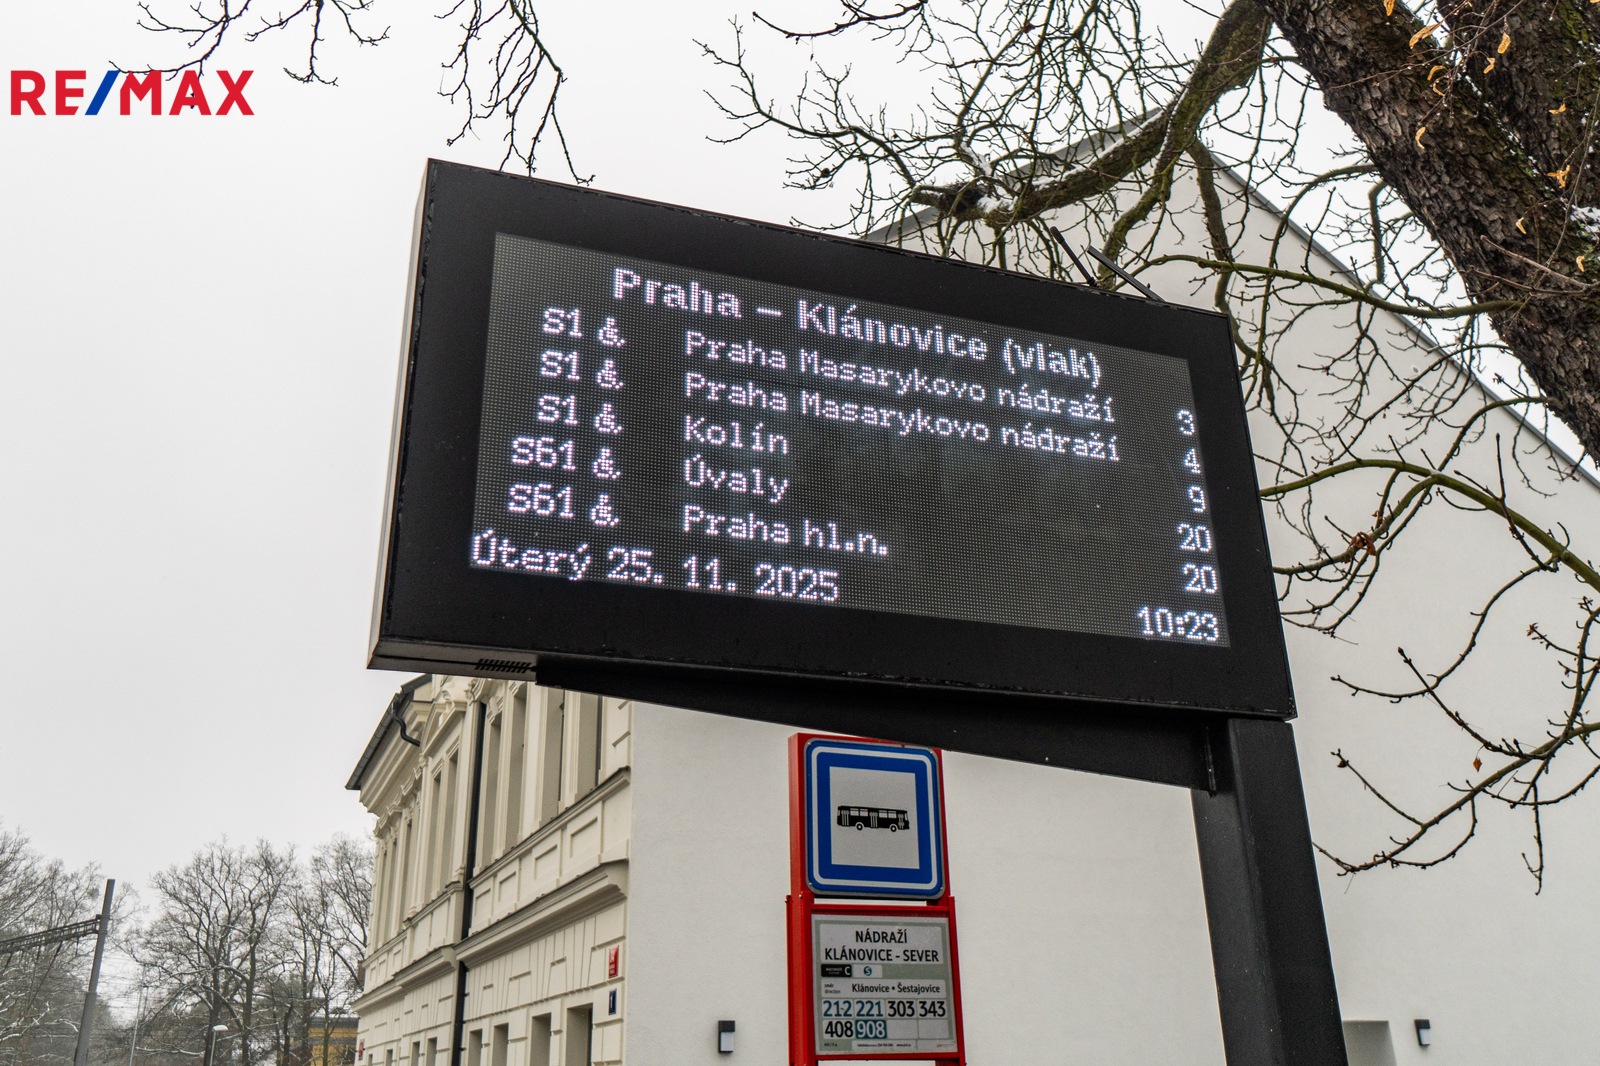 RE/MAX
Praha – Klánovice (vlak)
S1 Praha Masarykovo nádraží 3
S1 Praha Masarykovo nádraží 4
S1 Kolín 9
S61 Úvaly 20
S61 Praha hl.n. 20
Úterý 25. 11. 2025 10:23
NÁDRAŽÍ
KLÁNOVICE - SEVER
C S
směr
direction Klánovice • Šestajovice
212 221 303 343
408 908